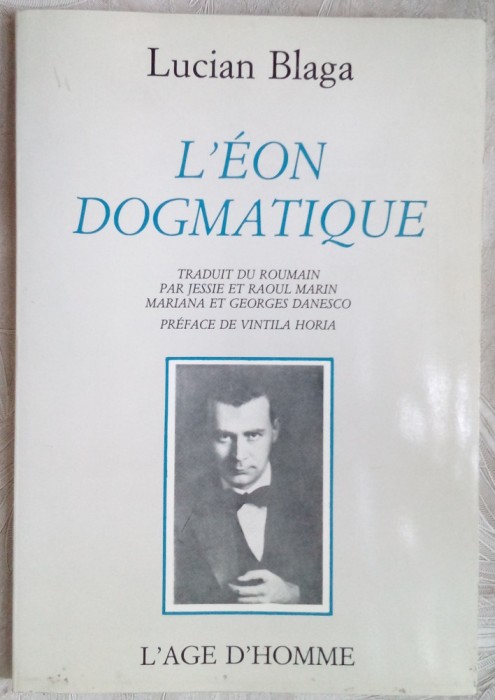 Lucian Blaga
L'ÉON
DOGMATIQUE
TRADUIT DU ROUMAIN
PAR JESSIE ET RAOUL MARIN
MARIANA ET GEORGES DANESCO
PRÉFACE DE VINTILA HORIA
L'AGE D'HOMME